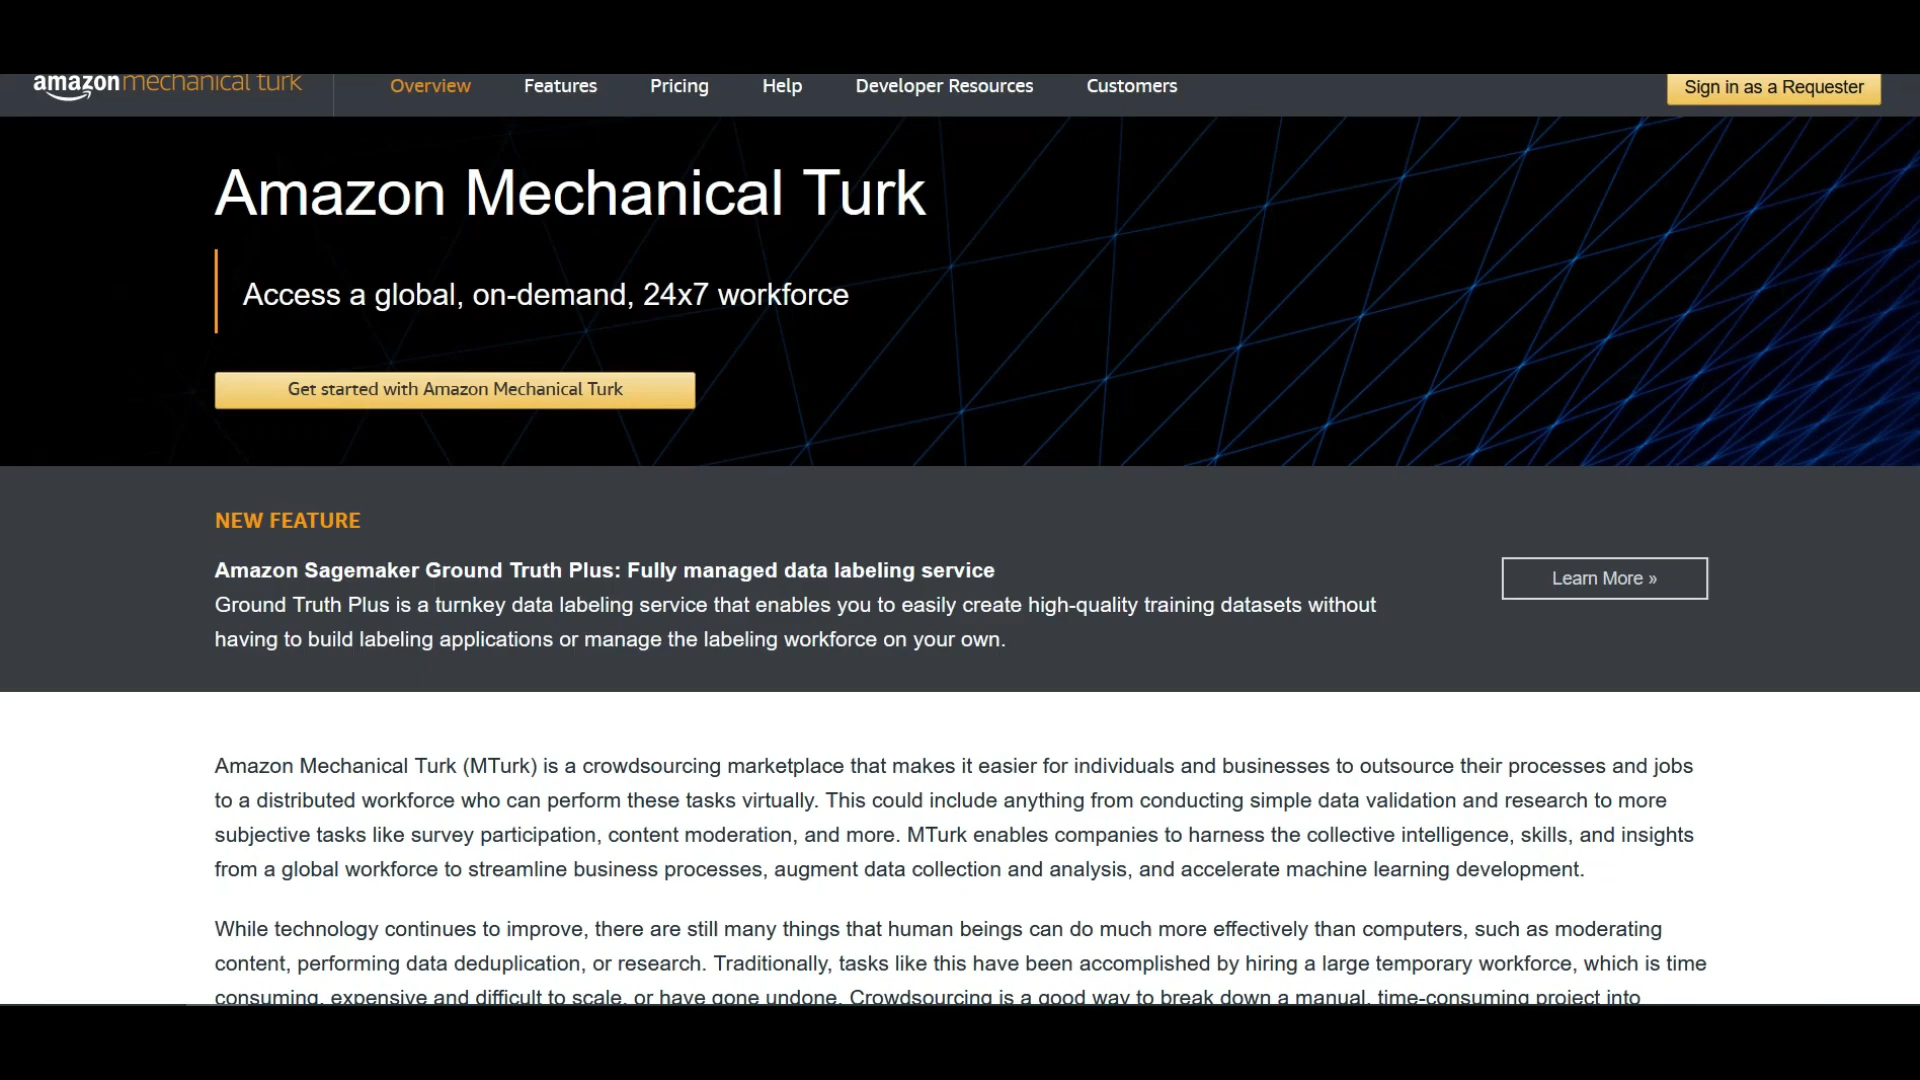 amazon mechanical turk
Overview Features Pricing Help Developer Resources Customers Sign in as a Requester
Amazon Mechanical Turk
Access a global, on-demand, 24x7 workforce
Get started with Amazon Mechanical Turk
NEW FEATURE
Amazon Sagemaker Ground Truth Plus: Fully managed data labeling service
Ground Truth Plus is a turnkey data labeling service that enables you to easily create high-quality training datasets without
having to build labeling applications or manage the labeling workforce on your own.
Learn More »
Amazon Mechanical Turk (MTurk) is a crowdsourcing marketplace that makes it easier for individuals and businesses to outsource their processes and jobs
to a distributed workforce who can perform these tasks virtually. This could include anything from conducting simple data validation and research to more
subjective tasks like survey participation, content moderation, and more. MTurk enables companies to harness the collective intelligence, skills, and insights
from a global workforce to streamline business processes, augment data collection and analysis, and accelerate machine learning development.
While technology continues to improve, there are still many things that human beings can do much more effectively than computers, such as moderating
content, performing data deduplication, or research. Traditionally, tasks like this have been accomplished by hiring a large temporary workforce, which is time
consuming, expensive and difficult to scale, or have gone undone. Crowdsourcing is a good way to break down a manual, time-consuming project into